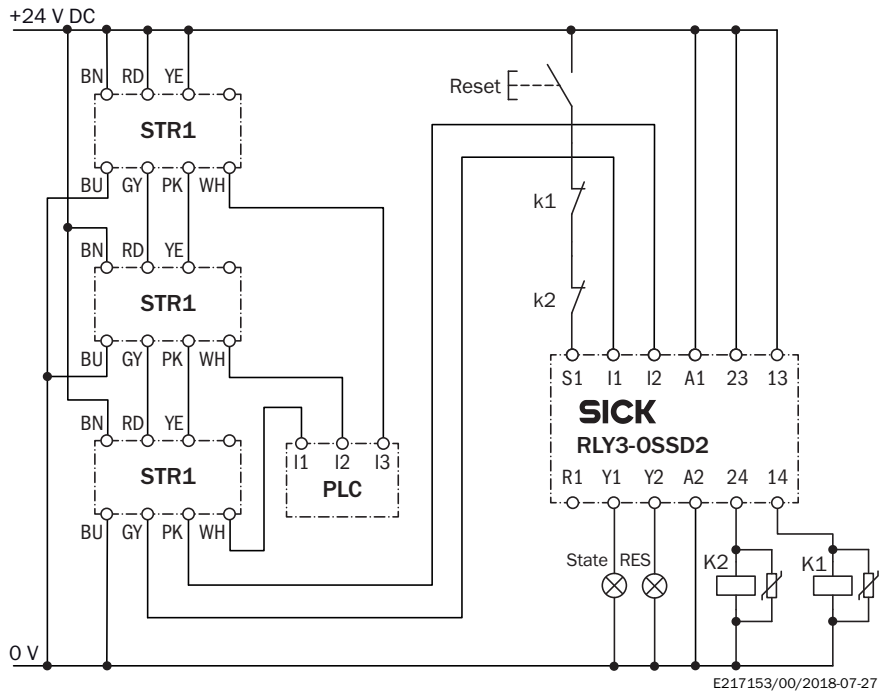 +24 V DC
BN RD YE
Reset
STR1
BU GY PK WH
k1
BN RD YE
STR1
k2
BU GY PK WH
S1 I1 I2 A1 23 13
SICK
BN RD YE
RLY3-OSSD2
I1 I2 I3
STR1
PLC
R1 Y1 Y2 A2 24 14
BU GY PK WH
State RES K2 K1
0 V
E217153/00/2018-07-27